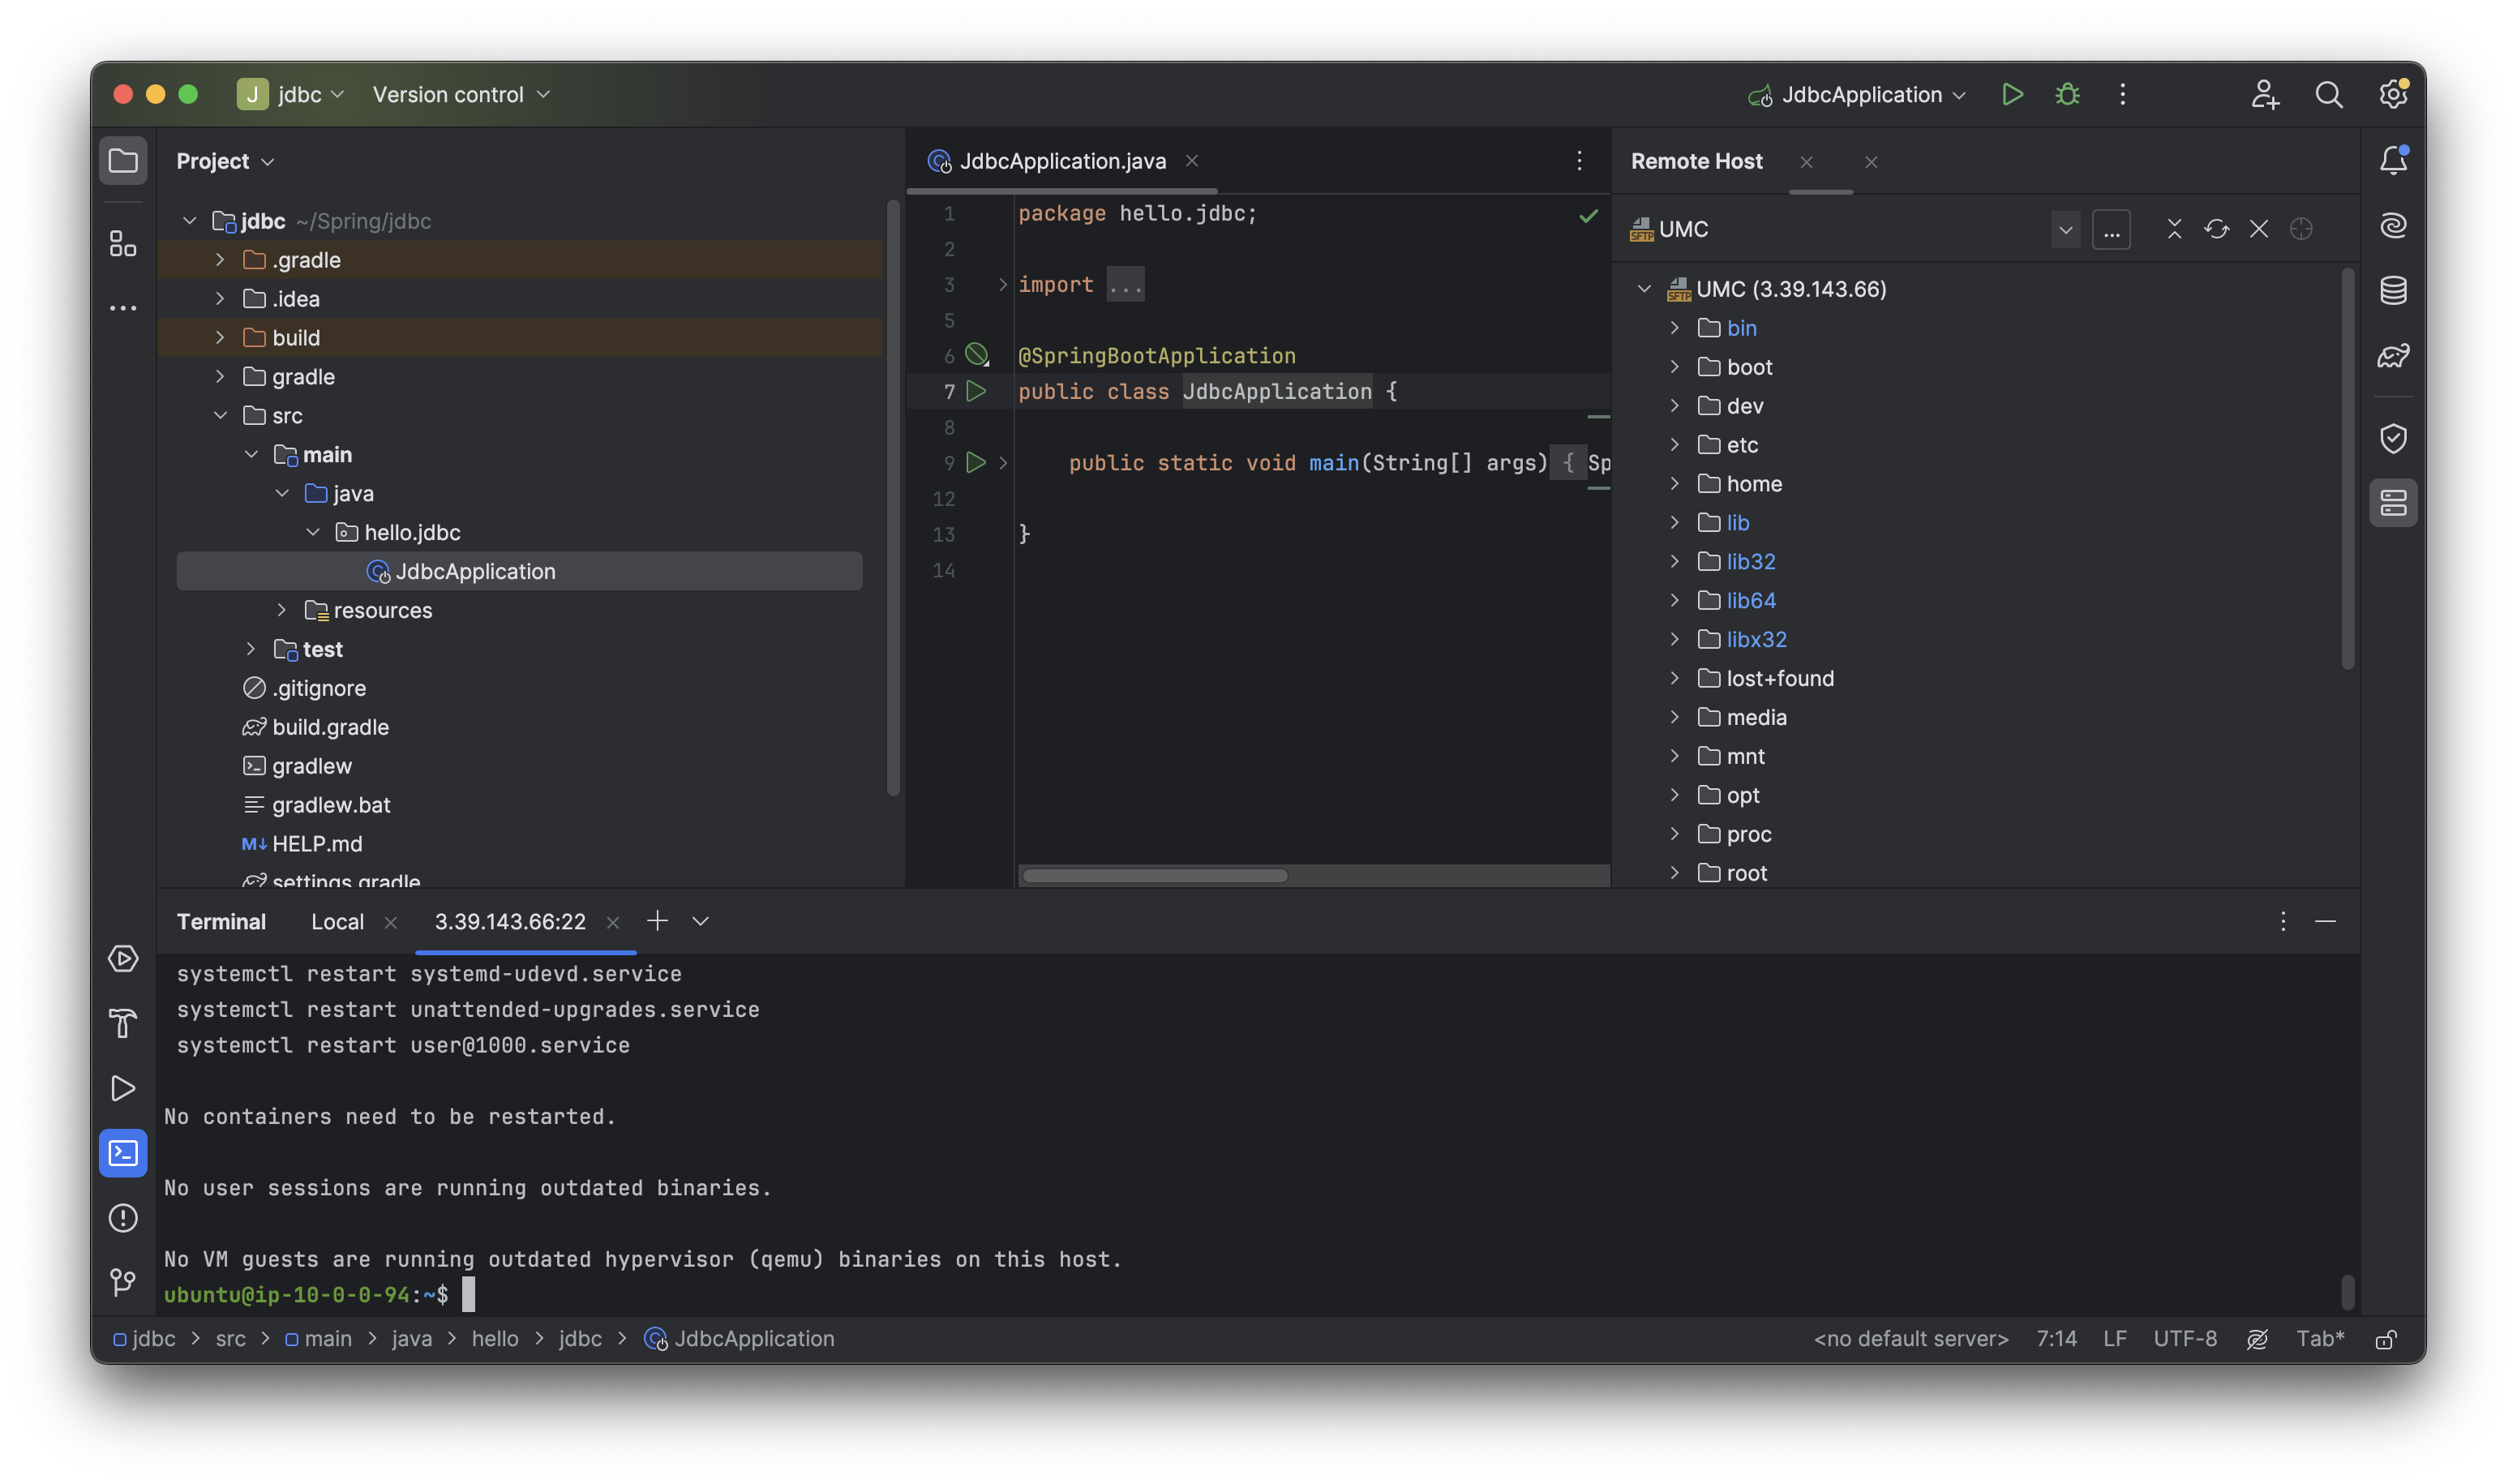 J jdbc Version control JdbcApplication
Project
jdbc ~/Spring/jdbc
.gradle
.idea
build
gradle
src
main
java
hello.jdbc
JdbcApplication
resources
test
.gitignore
build.gradle
gradlew
gradlew.bat
M↓ HELP.md
settings.gradle
JdbcApplication.java
1 package hello.jdbc;
2
3 import ...
5
6 @SpringBootApplication
7 public class JdbcApplication {
8
9 public static void main(String[] args) { Sp
12
13 }
14
Remote Host
SFTP UMC ...
SFTP UMC (3.39.143.66)
bin
boot
dev
etc
home
lib
lib32
lib64
libx32
lost+found
media
mnt
opt
proc
root
Terminal Local 3.39.143.66:22
systemctl restart systemd-udevd.service
systemctl restart unattended-upgrades.service
systemctl restart user@1000.service
No containers need to be restarted.
No user sessions are running outdated binaries.
No VM guests are running outdated hypervisor (qemu) binaries on this host.
ubuntu@ip-10-0-0-94:~$
jdbc > src > main > java > hello > jdbc > JdbcApplication <no default server> 7:14 LF UTF-8 Tab*